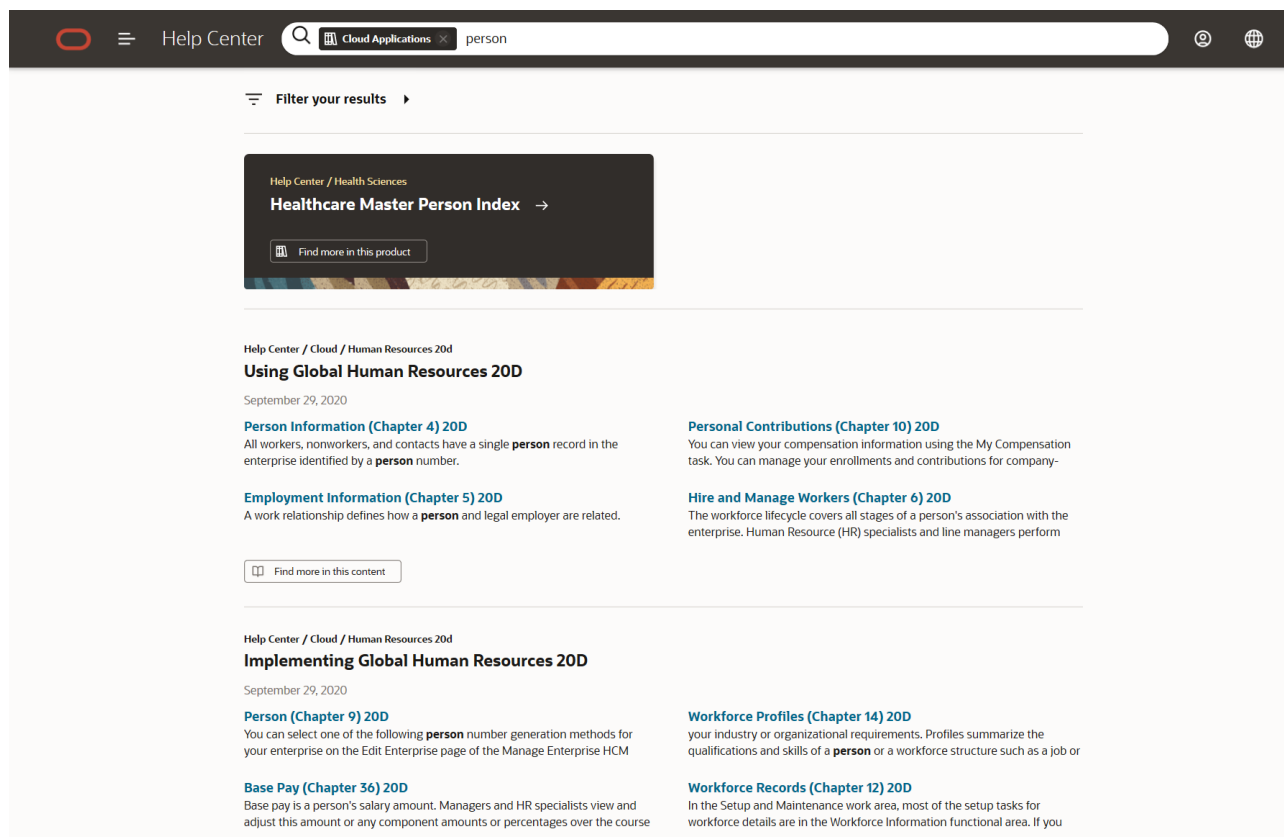 Help Center
Cloud Applications × person
Filter your results
Help Center / Health Sciences
Healthcare Master Person Index →
Find more in this product
Help Center / Cloud / Human Resources 20d
Using Global Human Resources 20D
September 29, 2020
Person Information (Chapter 4) 20D
All workers, nonworkers, and contacts have a single person record in the
enterprise identified by a person number.
Personal Contributions (Chapter 10) 20D
You can view your compensation information using the My Compensation
task. You can manage your enrollments and contributions for company-
Employment Information (Chapter 5) 20D
A work relationship defines how a person and legal employer are related.
Hire and Manage Workers (Chapter 6) 20D
The workforce lifecycle covers all stages of a person's association with the
enterprise. Human Resource (HR) specialists and line managers perform
Find more in this content
Help Center / Cloud / Human Resources 20d
Implementing Global Human Resources 20D
September 29, 2020
Person (Chapter 9) 20D
You can select one of the following person number generation methods for
your enterprise on the Edit Enterprise page of the Manage Enterprise HCM
Workforce Profiles (Chapter 14) 20D
your industry or organizational requirements. Profiles summarize the
qualifications and skills of a person or a workforce structure such as a job or
Base Pay (Chapter 36) 20D
Base pay is a person's salary amount. Managers and HR specialists view and
adjust this amount or any component amounts or percentages over the course
Workforce Records (Chapter 12) 20D
In the Setup and Maintenance work area, most of the setup tasks for
workforce details are in the Workforce Information functional area. If you